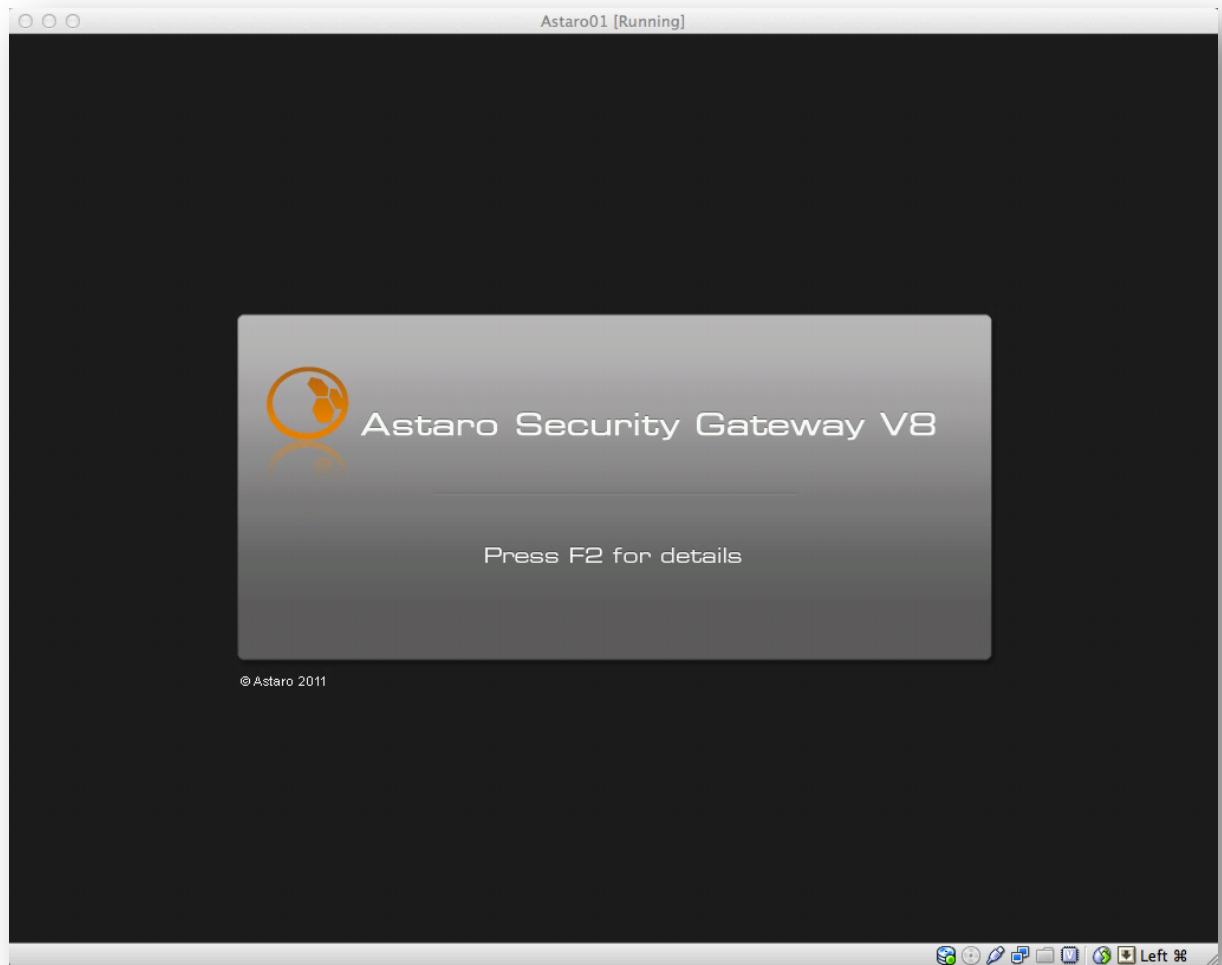 Astaro01 [Running]
Astaro Security Gateway V8
Press F2 for details
© Astaro 2011
Left ⌘